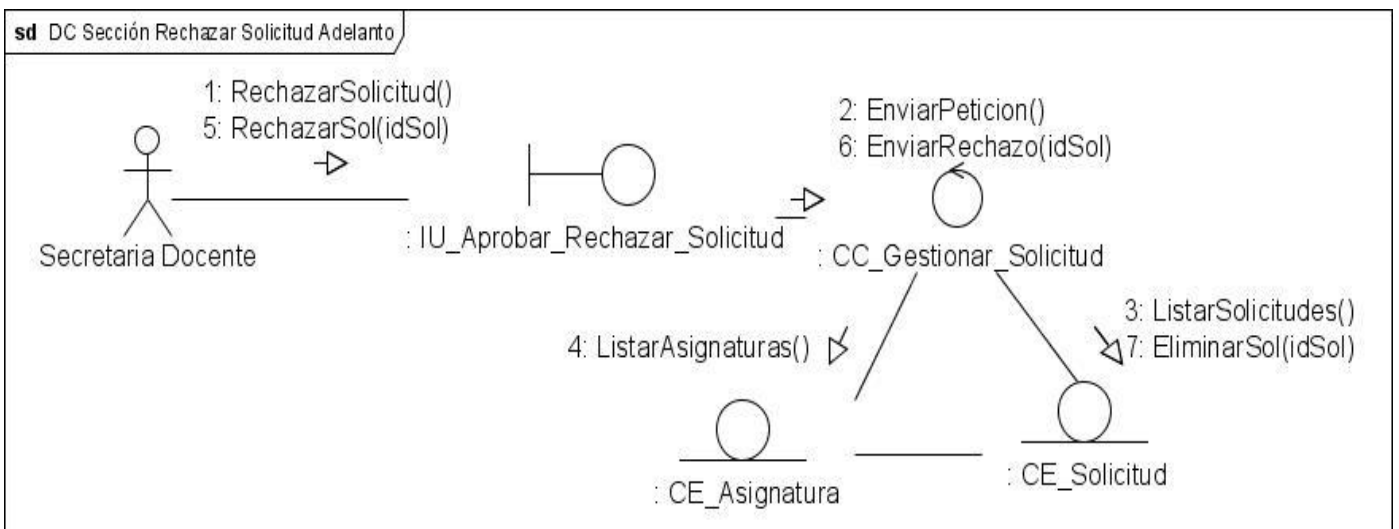 sd DC Sección Rechazar Solicitud Adelanto
1: RechazarSolicitud()
5: RechazarSol(idSol)
2: EnviarPeticion()
6: EnviarRechazo(idSol)
Secretaria Docente
: IU_Aprobar_Rechazar_Solicitud
: CC_Gestionar_Solicitud
3: ListarSolicitudes()
4: ListarAsignaturas()
7: EliminarSol(idSol)
: CE_Asignatura
: CE_Solicitud